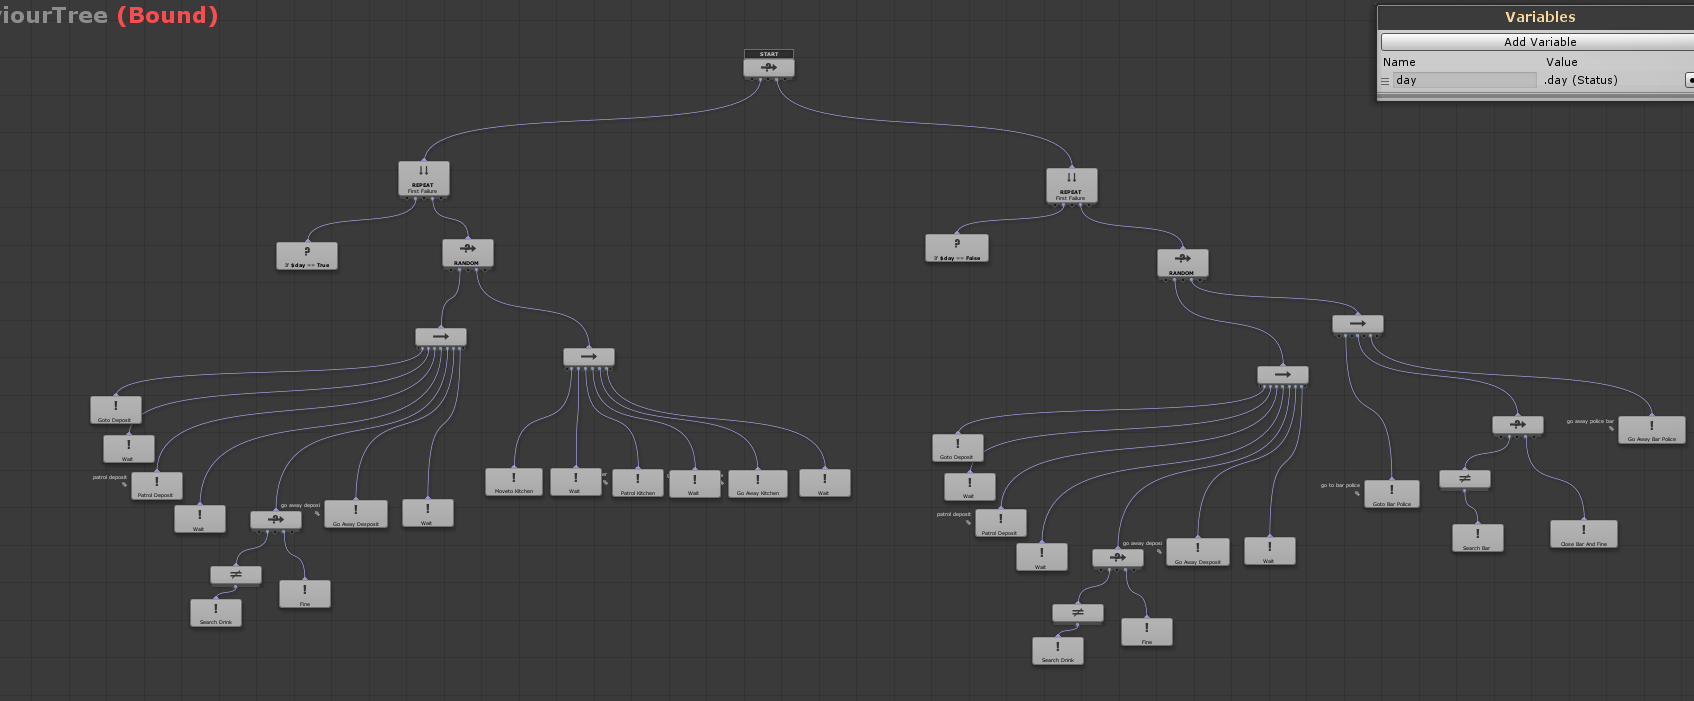 iourTree (Bound)
Variables
Add Variable
Name Value
day .day (Status)
START
REPEAT
First Failure
REPEAT
First Failure
If $day == True
RANDOM
If $day == False
RANDOM
Goto Deposit
Wait
patrol deposit
Patrol Deposit
Wait
go away deposi
Go Away Desposit
Wait
Search Drink
Fine
Moveto Kitchen
Wait
er
Patrol Kitchen
Wait
Go Away Kitchen
Wait
Goto Deposit
Wait
patrol deposit
Patrol Deposit
Wait
go away deposi
Go Away Desposit
Wait
Search Drink
Fine
go to bar police
Goto Bar Police
Search Bar
Close Bar And Fine
go away police bar
Go Away Bar Police